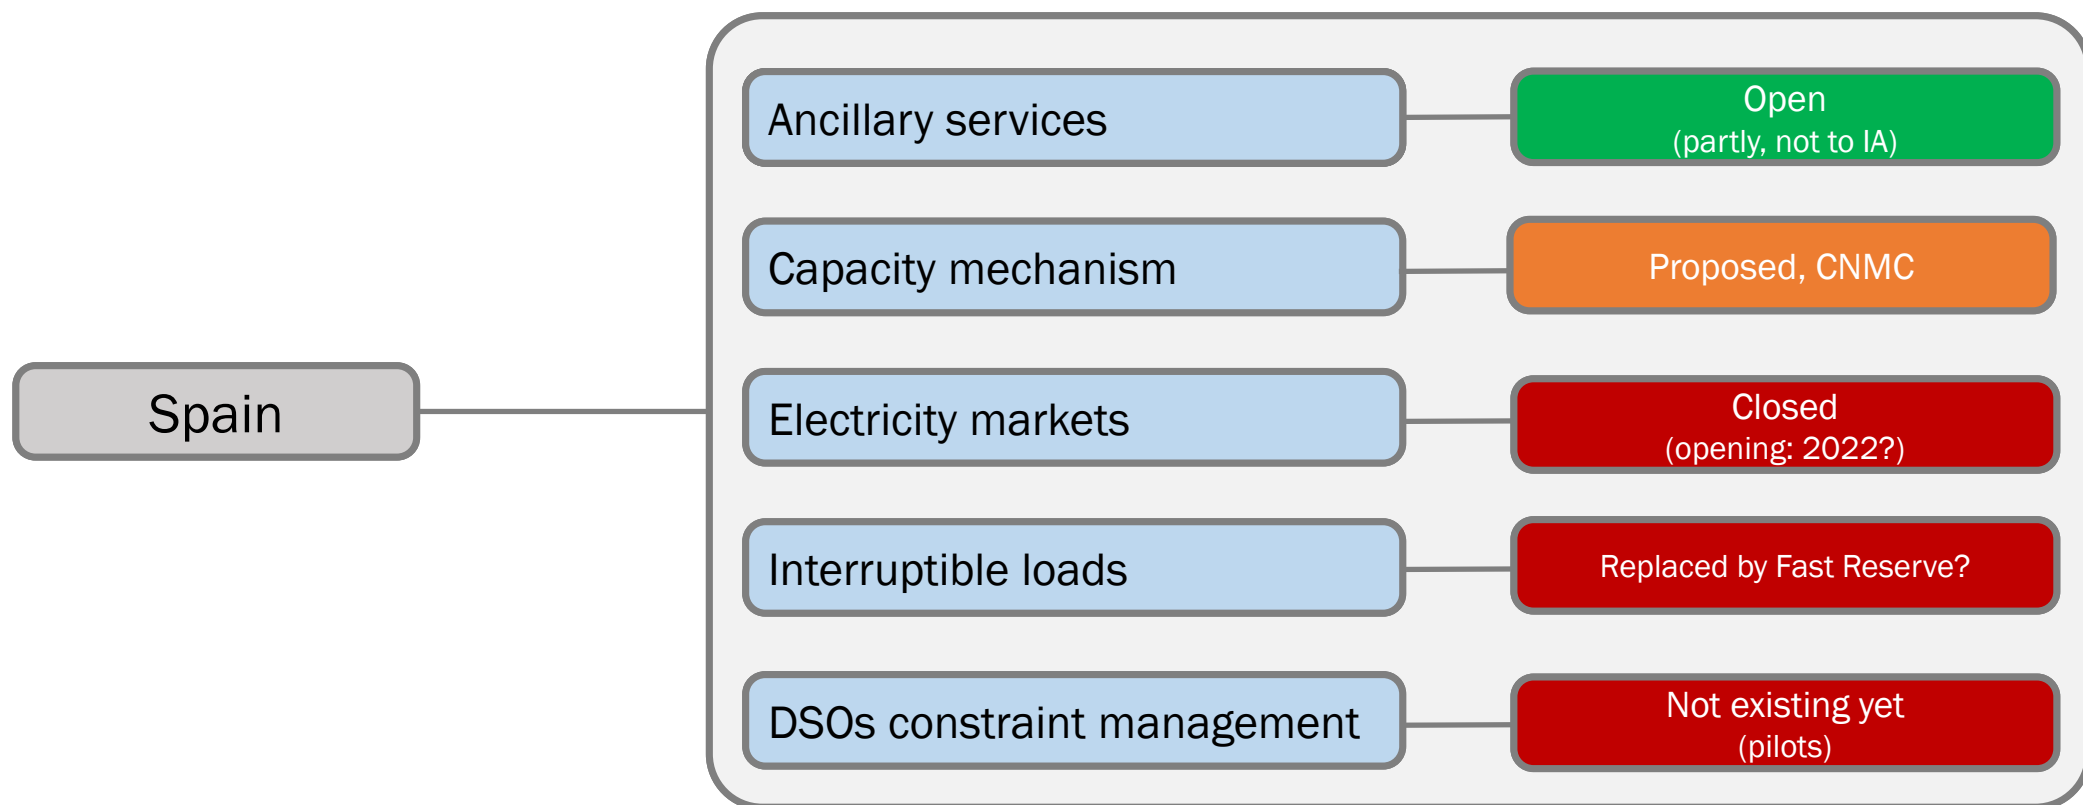 Spain
Ancillary services
Open
(partly, not to IA)
Capacity mechanism
Proposed, CNMC
Electricity markets
Closed
(opening: 2022?)
Interruptible loads
Replaced by Fast Reserve?
DSOs constraint management
Not existing yet
(pilots)